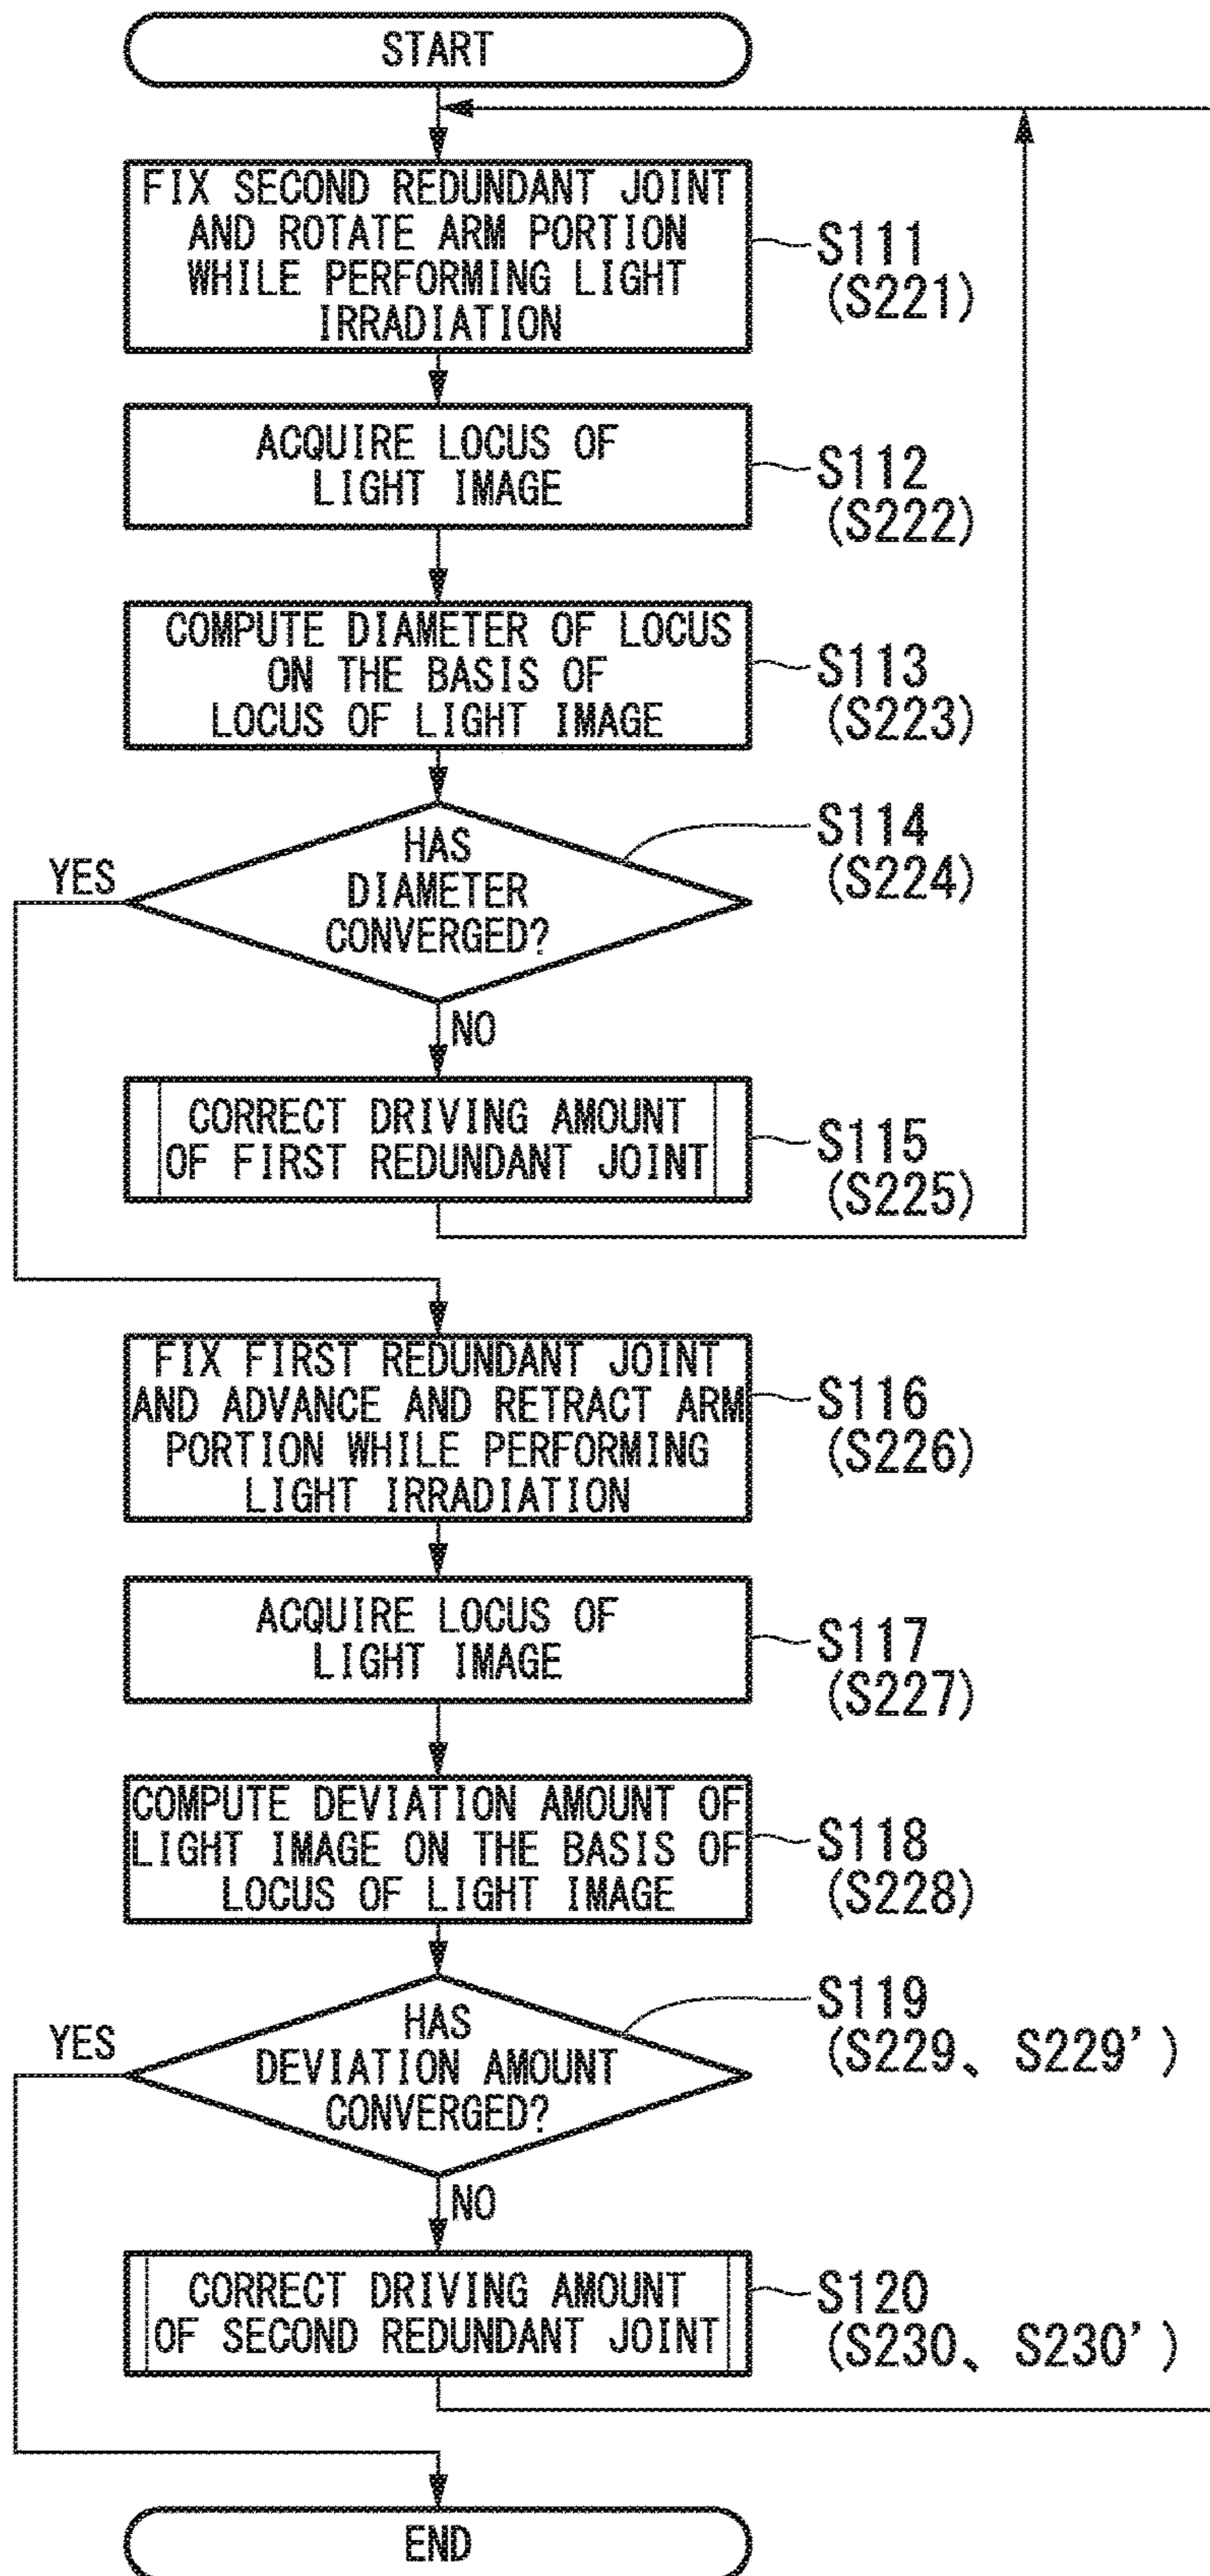 START
FIX SECOND REDUNDANT JOINT
AND ROTATE ARM PORTION
WHILE PERFORMING LIGHT
IRRADIATION
S111
(S221)
ACQUIRE LOCUS OF
LIGHT IMAGE
S112
(S222)
COMPUTE DIAMETER OF LOCUS
ON THE BASIS OF
LOCUS OF LIGHT IMAGE
S113
(S223)
HAS
DIAMETER
CONVERGED?
S114
(S224)
YES
NO
CORRECT DRIVING AMOUNT
OF FIRST REDUNDANT JOINT
S115
(S225)
FIX FIRST REDUNDANT JOINT
AND ADVANCE AND RETRACT ARM
PORTION WHILE PERFORMING
LIGHT IRRADIATION
S116
(S226)
ACQUIRE LOCUS OF
LIGHT IMAGE
S117
(S227)
COMPUTE DEVIATION AMOUNT OF
LIGHT IMAGE ON THE BASIS OF
LOCUS OF LIGHT IMAGE
S118
(S228)
HAS
DEVIATION AMOUNT
CONVERGED?
S119
(S229、 S229')
YES
NO
CORRECT DRIVING AMOUNT
OF SECOND REDUNDANT JOINT
S120
(S230、 S230')
END